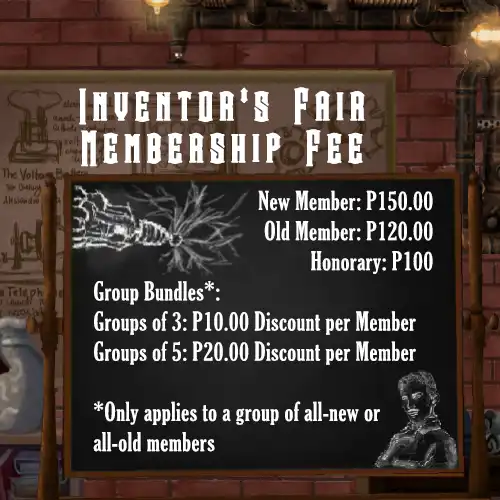 INVENTOR'S FAIR
MEMBERSHIP FEE
New Member: P150.00
Old Member: P120.00
Honorary: P100
Group Bundles*:
Groups of 3: P10.00 Discount per Member
Groups of 5: P20.00 Discount per Member
*Only applies to a group of all-new or
all-old members
The Volta